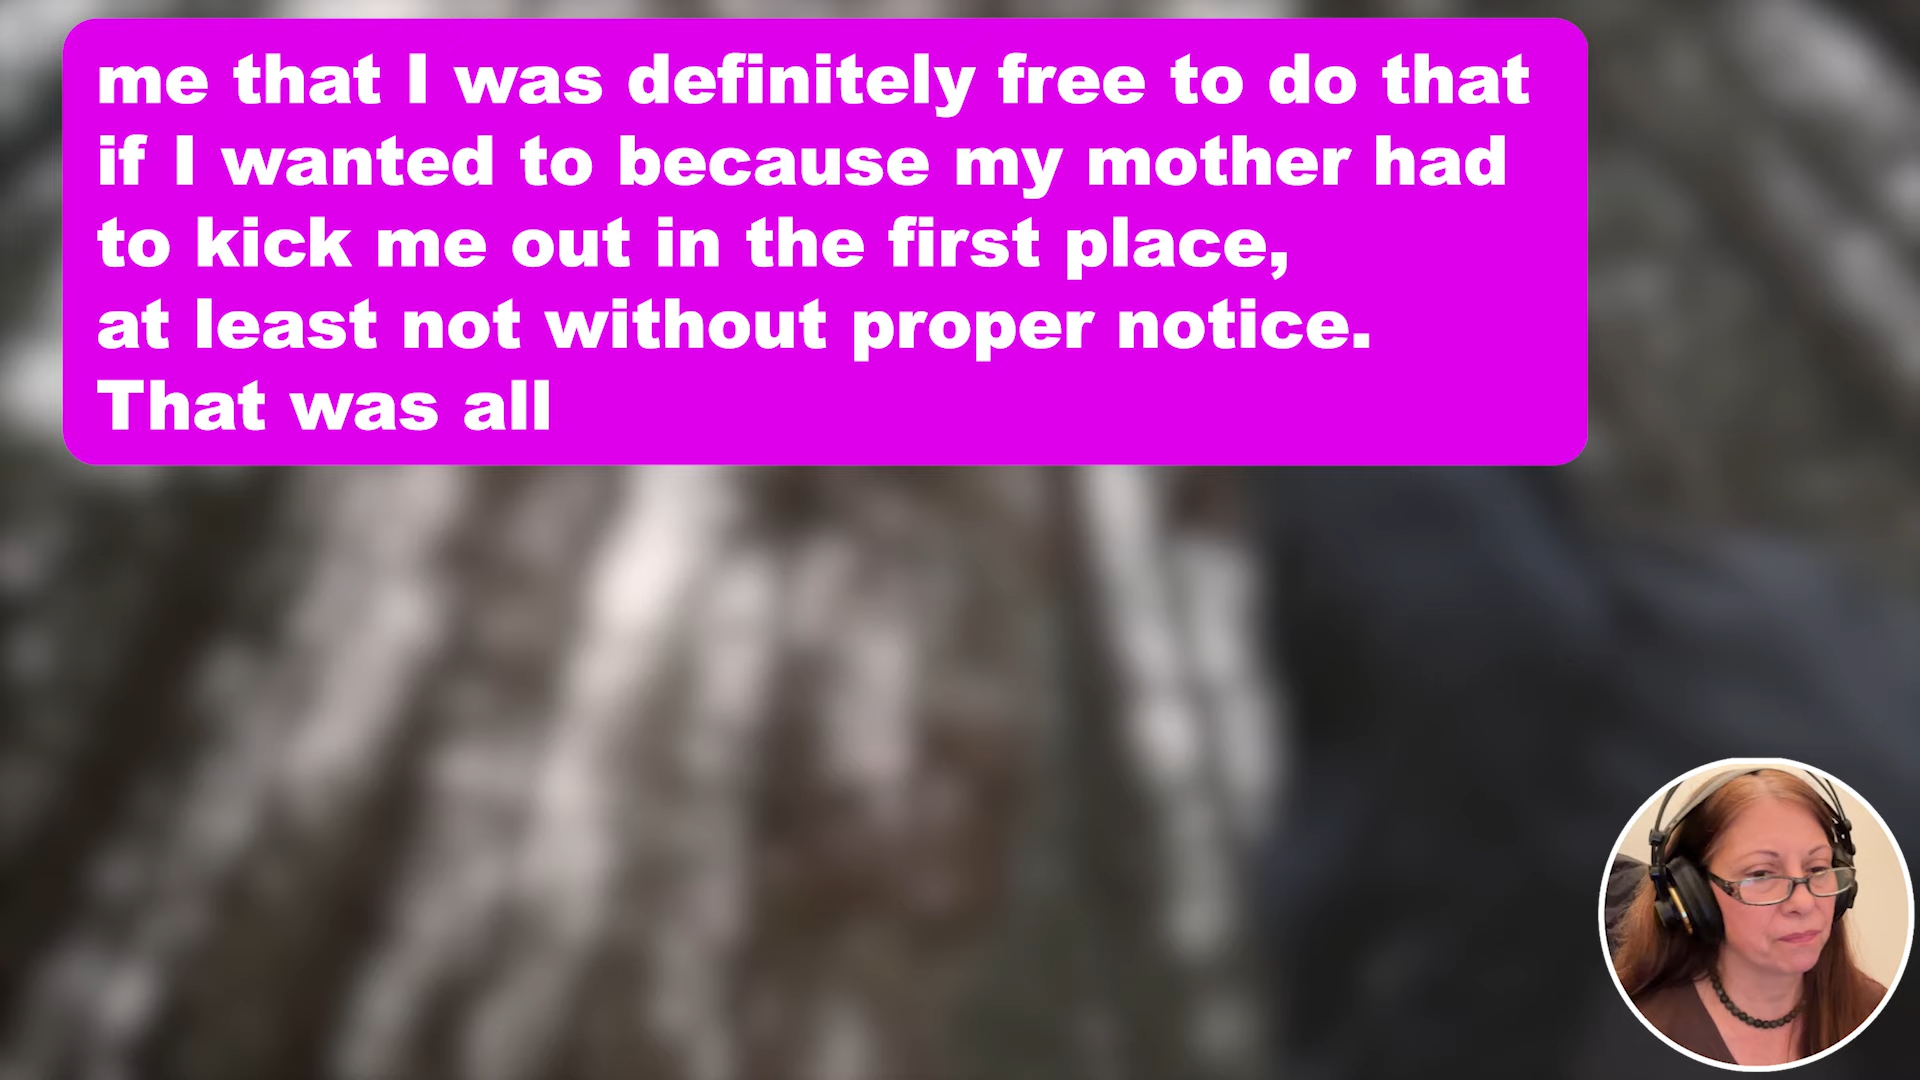 me that I was definitely free to do that
if I wanted to because my mother had
to kick me out in the first place,
at least not without proper notice.
That was all